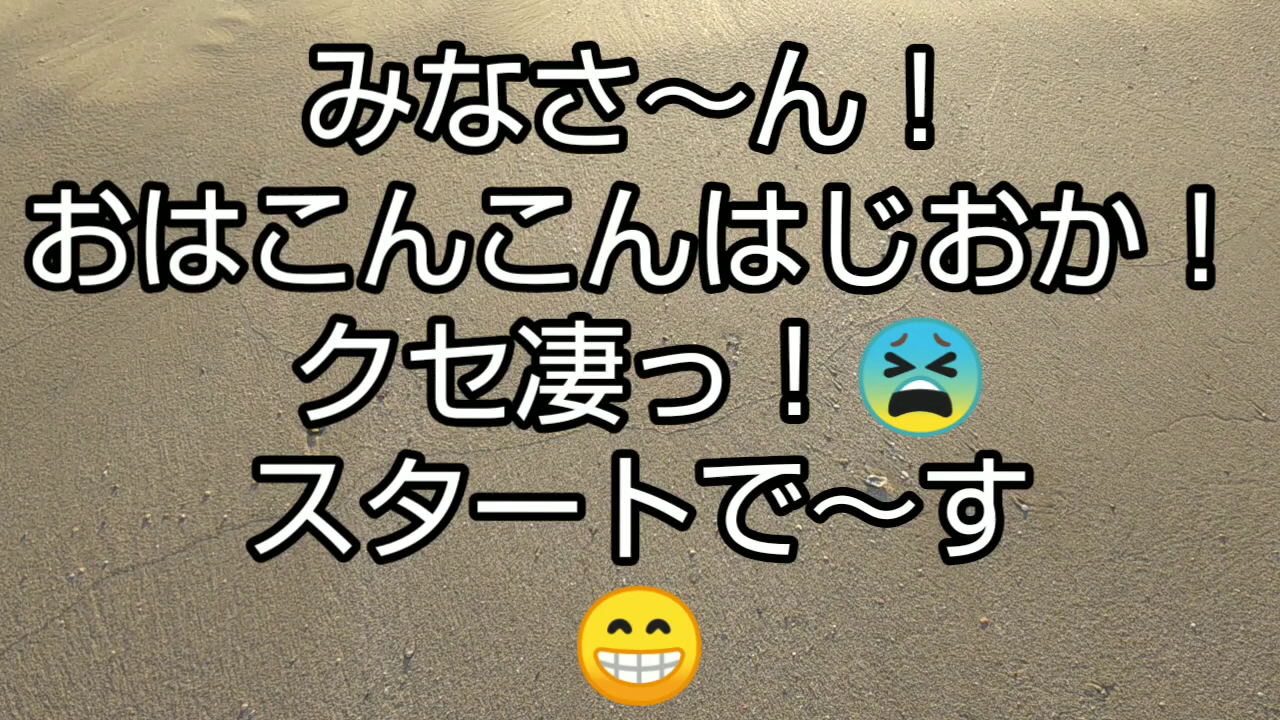 みなさ〜ん！
おはこんこんはじおか！
クセ凄っ！😫
スタートで〜す
😁